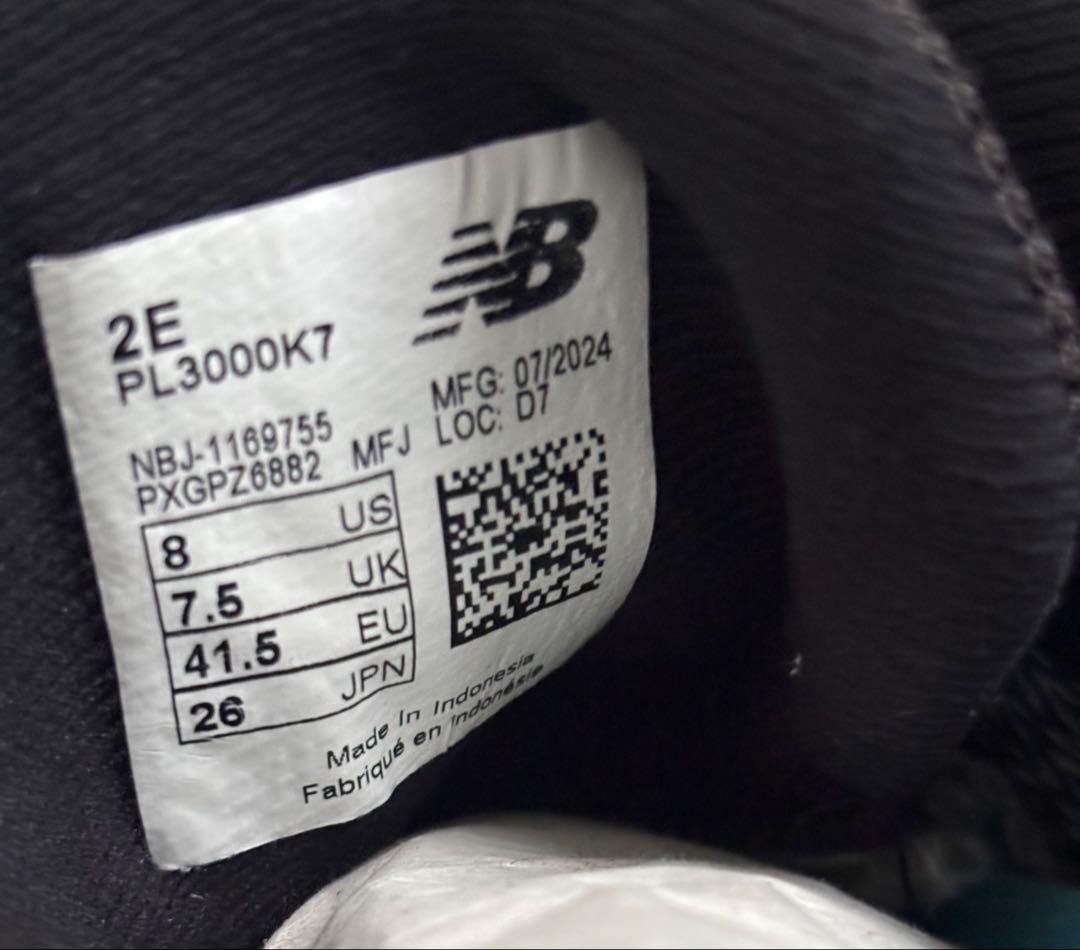 NB
2E
PL3000K7
MFG: 07/2024
LOC: D7
NBJ-1169755
PXGPZ6882 MFJ
8 US
7.5 UK
41.5 EU
26 JPN
Made In Indonesia
Fabriqué en Indonésie